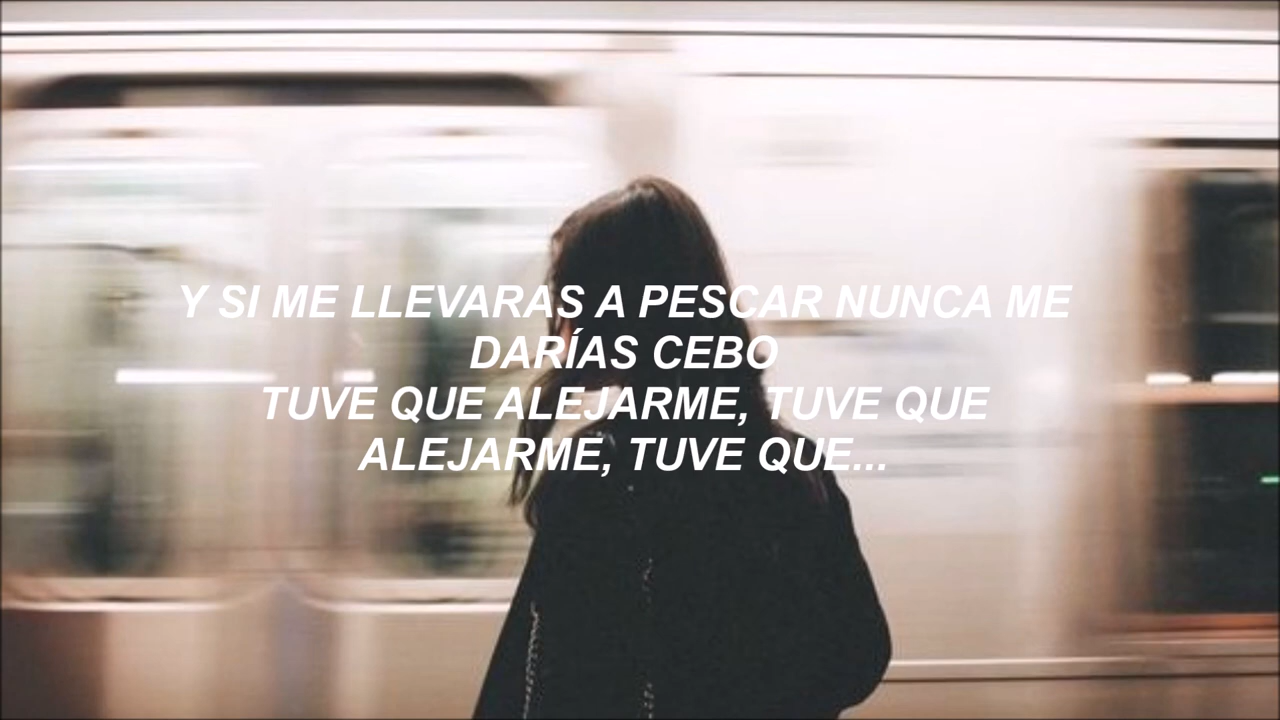 Y SI ME LLEVARAS A PESCAR NUNCA ME
DARÍAS CEBO
TUVE QUE ALEJARME, TUVE QUE
ALEJARME, TUVE QUE...